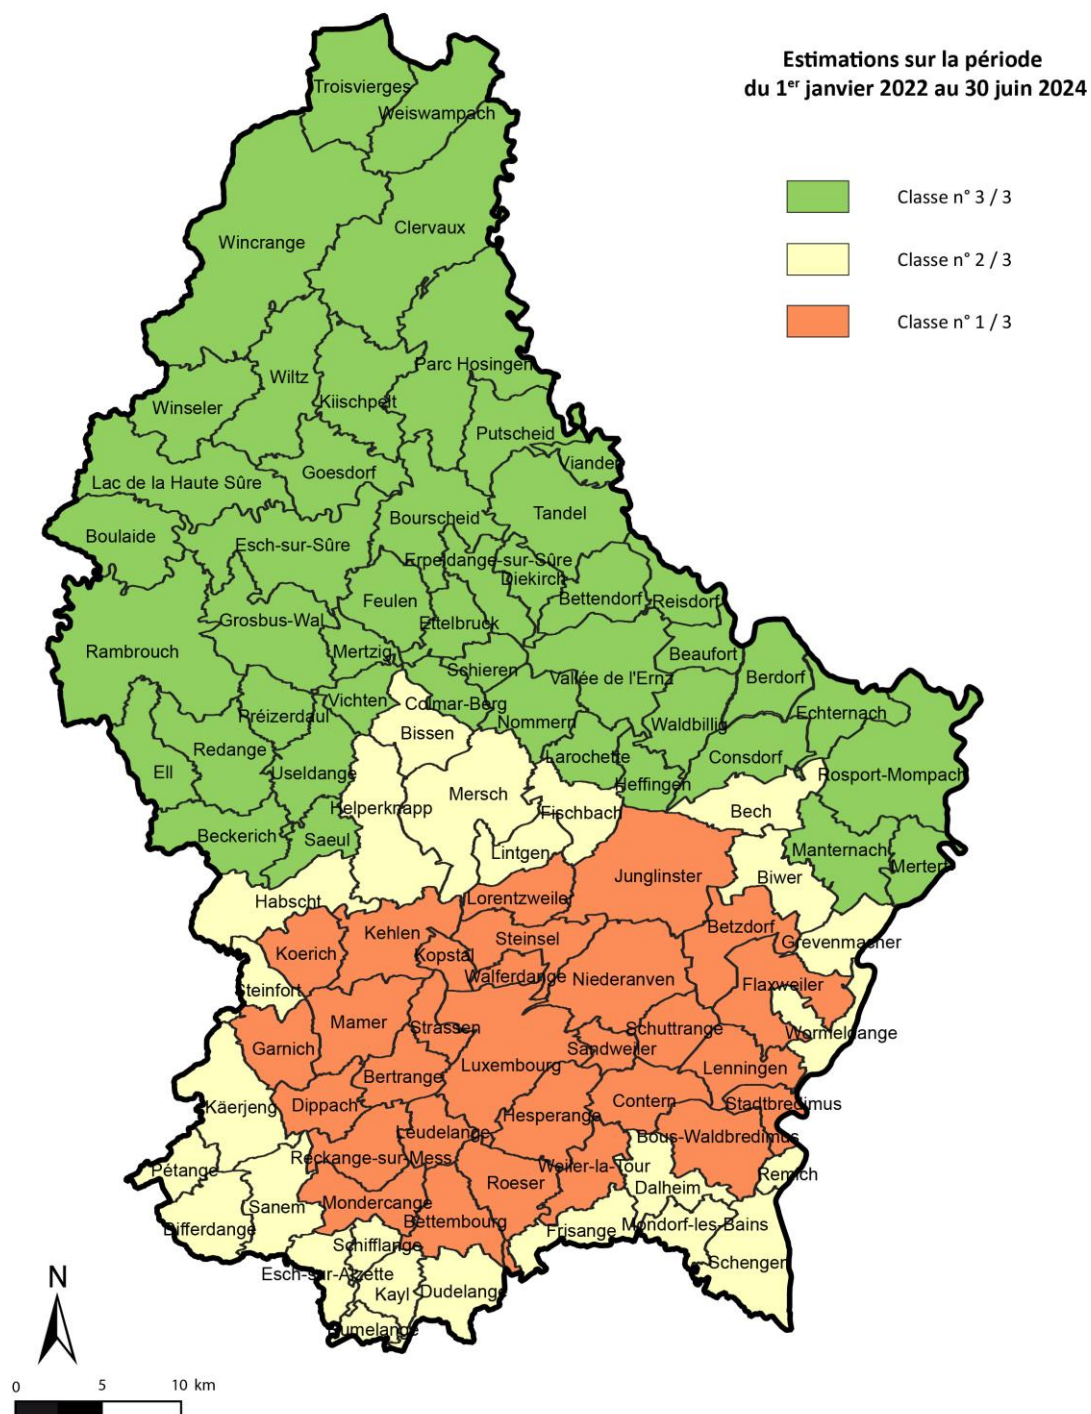 Estimations sur la période
du 1er janvier 2022 au 30 juin 2024
Classe n° 3 / 3
Classe n° 2 / 3
Classe n° 1 / 3
Troisvierges
Weiswampach
Clervaux
Wincrange
Parc Hosingen
Wiltz
Kiischpelt
Winseler
Putscheid
Vianden
Goesdorf
Lac de la Haute Sûre
Tandel
Bourscheid
Boulaide
Esch-sur-Sûre
Erpeldange-sur-Sûre
Diekirch
Bettendorf
Reisdorf
Feulen
Grosbus-Wal
Ettelbruck
Mertzig
Rambrouch
Beaufort
Schieren
Vallée de l'Ernz
Berdorf
Vichten
Colmar-Berg
Préizerdaul
Nommern
Waldbillig
Echternach
Bissen
Redange
Larochette
Consdorf
Ell
Useldange
Heffingen
Rosport-Mompach
Mersch
Helperknapp
Fischbach
Bech
Beckerich
Saeul
Lintgen
Manternach
Mertert
Junglinster
Biwer
Habscht
Lorentzweiler
Kehlen
Steinsel
Betzdorf
Grevenmacher
Koerich
Kopstal
Walferdange
Niederanven
Flaxweiler
Steinfort
Mamer
Strassen
Schuttrange
Wormeldange
Garnich
Sandweiler
Luxembourg
Lenningen
Bertrange
Käerjeng
Dippach
Hesperange
Contern
Stadtbredimus
Leudelange
Bous-Waldbredimus
Reckange-sur-Mess
Weiler-la-Tour
Pétange
Remich
Roeser
Dalheim
Sanem
Mondercange
Bettembourg
Differdange
Frisange
Mondorf-les-Bains
Schifflange
Schengen
Esch-sur-Alzette
Kayl
Dudelange
Rumelange
N
0 5 10 km